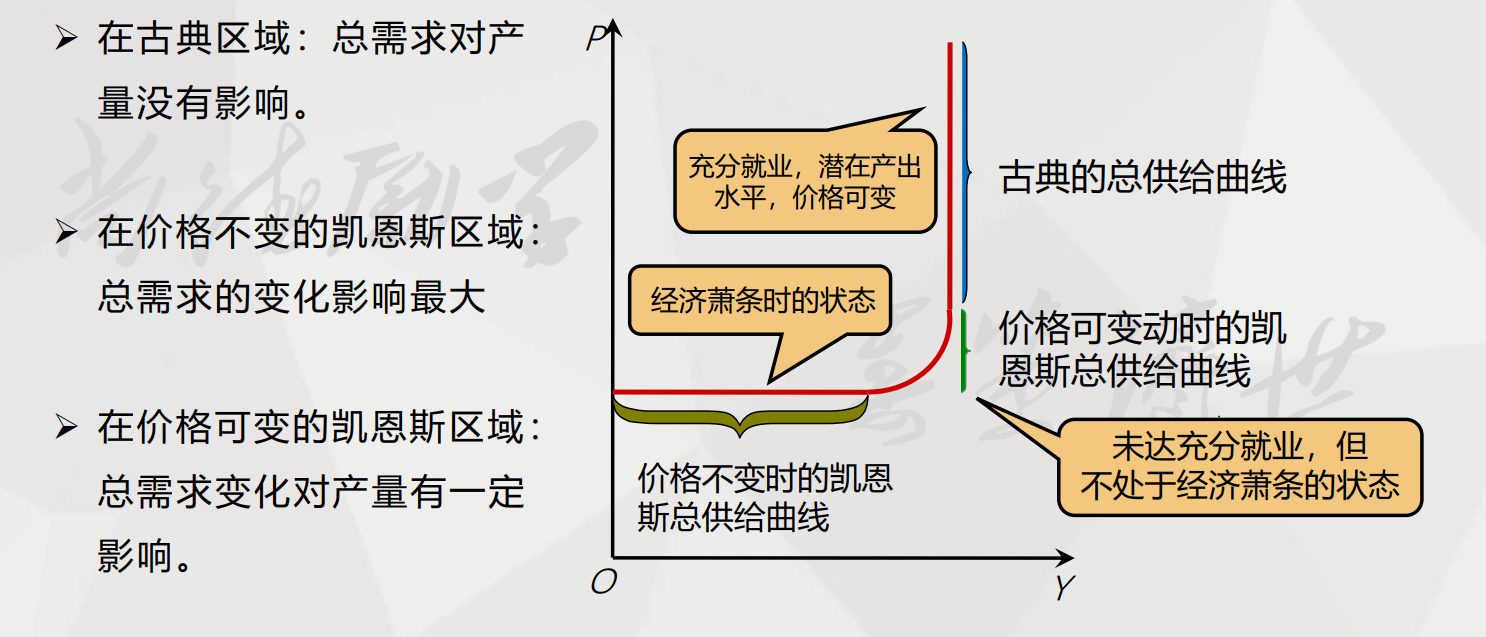 ➢ 在古典区域：总需求对产
量没有影响。
➢ 在价格不变的凯恩斯区域：
总需求的变化影响最大
➢ 在价格可变的凯恩斯区域：
总需求变化对产量有一定
影响。
P
充分就业，潜在产出
水平，价格可变
古典的总供给曲线
经济萧条时的状态
价格可变动时的凯
恩斯总供给曲线
未达充分就业，但
不处于经济萧条的状态
价格不变时的凯恩
斯总供给曲线
O
Y